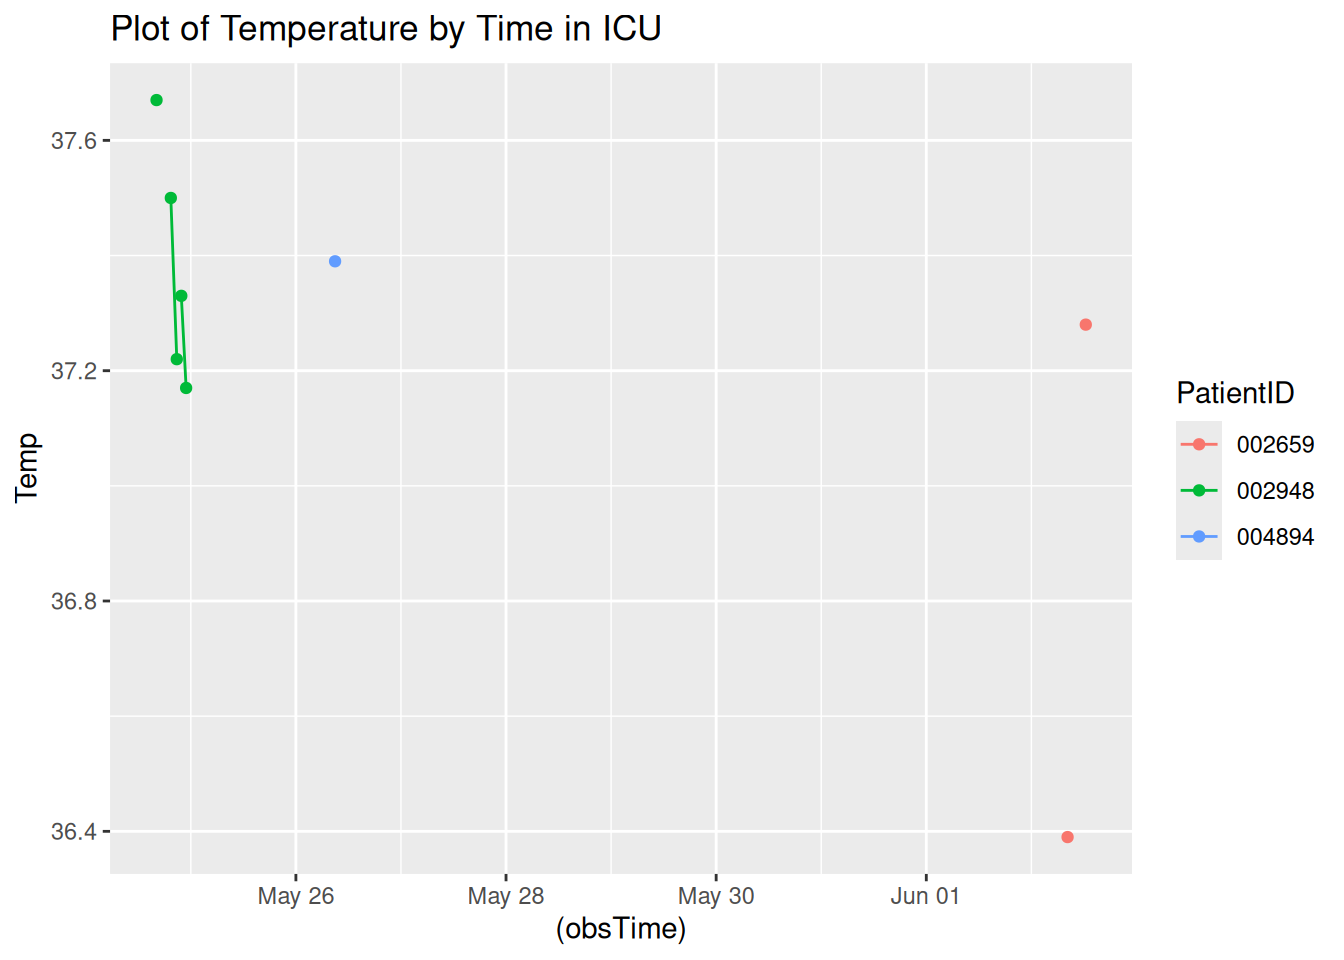 Plot of Temperature by Time in ICU
37.6
37.2
36.8
36.4
Temp
May 26
May 28
May 30
Jun 01
(obsTime)
PatientID
002659
002948
004894